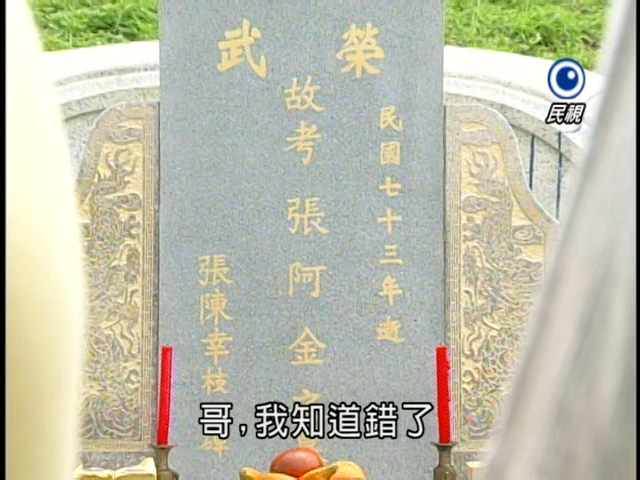 武 榮
民國七十三年逝
故考 張阿金之
張陳幸枝
民視
哥,我知道錯了